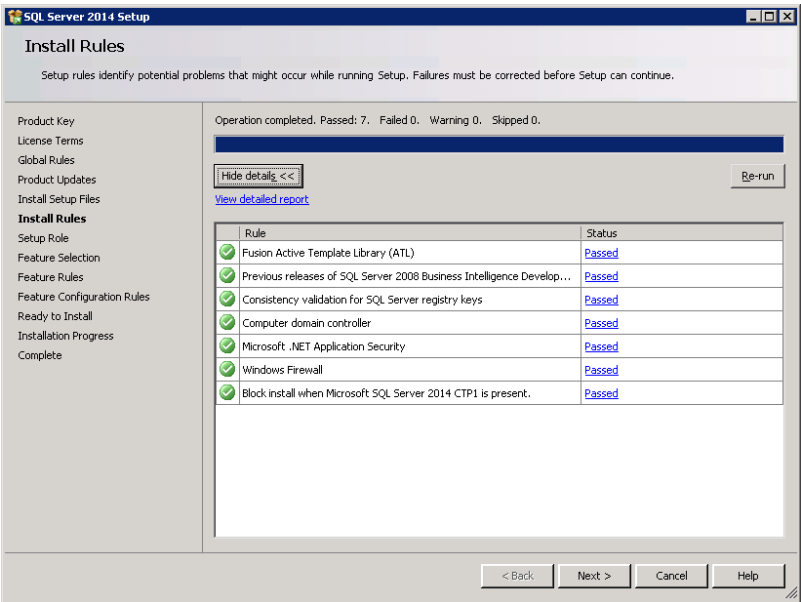 SQL Server 2014 Setup
Install Rules
Setup rules identify potential problems that might occur while running Setup. Failures must be corrected before Setup can continue.
Product Key
License Terms
Global Rules
Product Updates
Install Setup Files
Install Rules
Setup Role
Feature Selection
Feature Rules
Feature Configuration Rules
Ready to Install
Installation Progress
Complete
Operation completed. Passed: 7. Failed 0. Warning 0. Skipped 0.
Hide details <<
Re-run
View detailed report
Rule Status
Fusion Active Template Library (ATL) Passed
Previous releases of SQL Server 2008 Business Intelligence Develop... Passed
Consistency validation for SQL Server registry keys Passed
Computer domain controller Passed
Microsoft .NET Application Security Passed
Windows Firewall Passed
Block install when Microsoft SQL Server 2014 CTP1 is present. Passed
< Back Next > Cancel Help